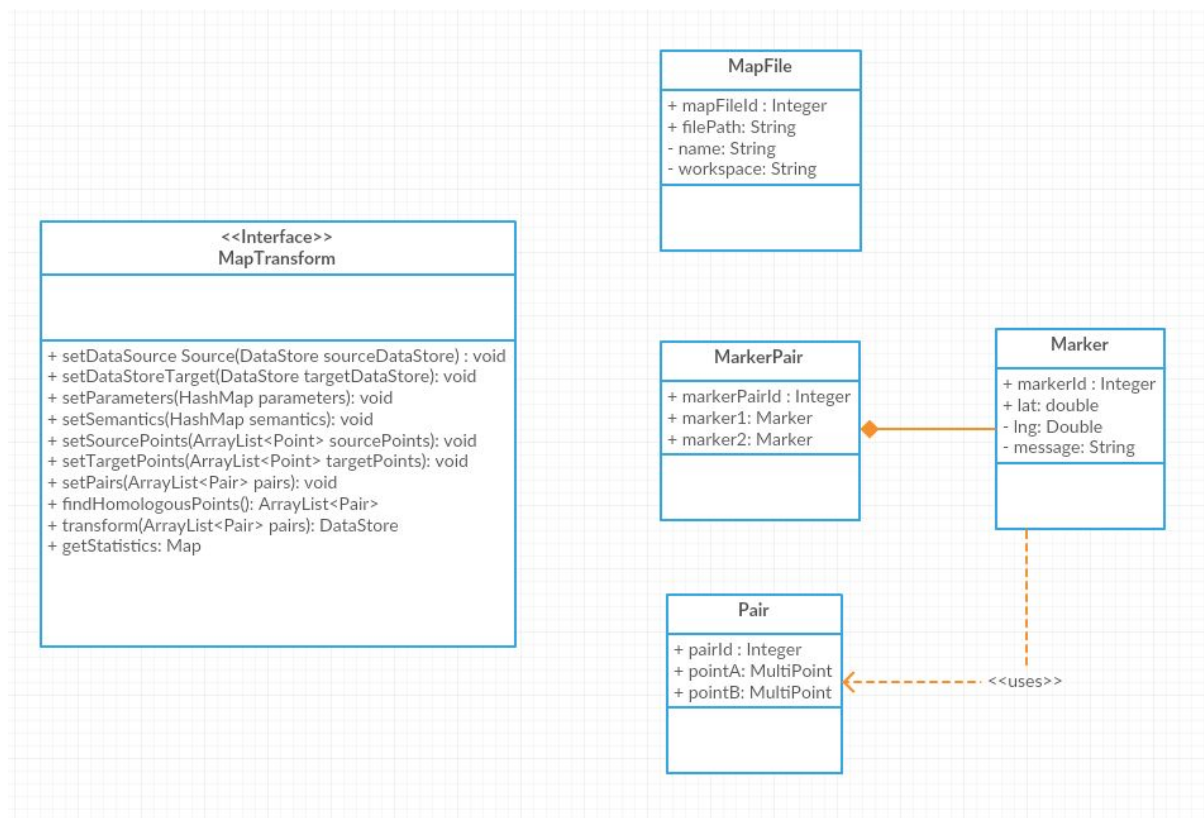 MapFile
+ mapFileId : Integer
+ filePath: String
- name: String
- workspace: String
<<Interface>>
MapTransform
+ setDataSource Source(DataStore sourceDataStore) : void
+ setDataStoreTarget(DataStore targetDataStore): void
+ setParameters(HashMap parameters): void
+ setSemantics(HashMap semantics): void
+ setSourcePoints(ArrayList<Point> sourcePoints): void
+ setTargetPoints(ArrayList<Point> targetPoints): void
+ setPairs(ArrayList<Pair> pairs): void
+ findHomologousPoints(): ArrayList<Pair>
+ transform(ArrayList<Pair> pairs): DataStore
+ getStatistics: Map
MarkerPair
+ markerPairId : Integer
+ marker1: Marker
+ marker2: Marker
Marker
+ markerId : Integer
+ lat: double
- lng: Double
- message: String
Pair
+ pairId : Integer
+ pointA: MultiPoint
+ pointB: MultiPoint
<<uses>>